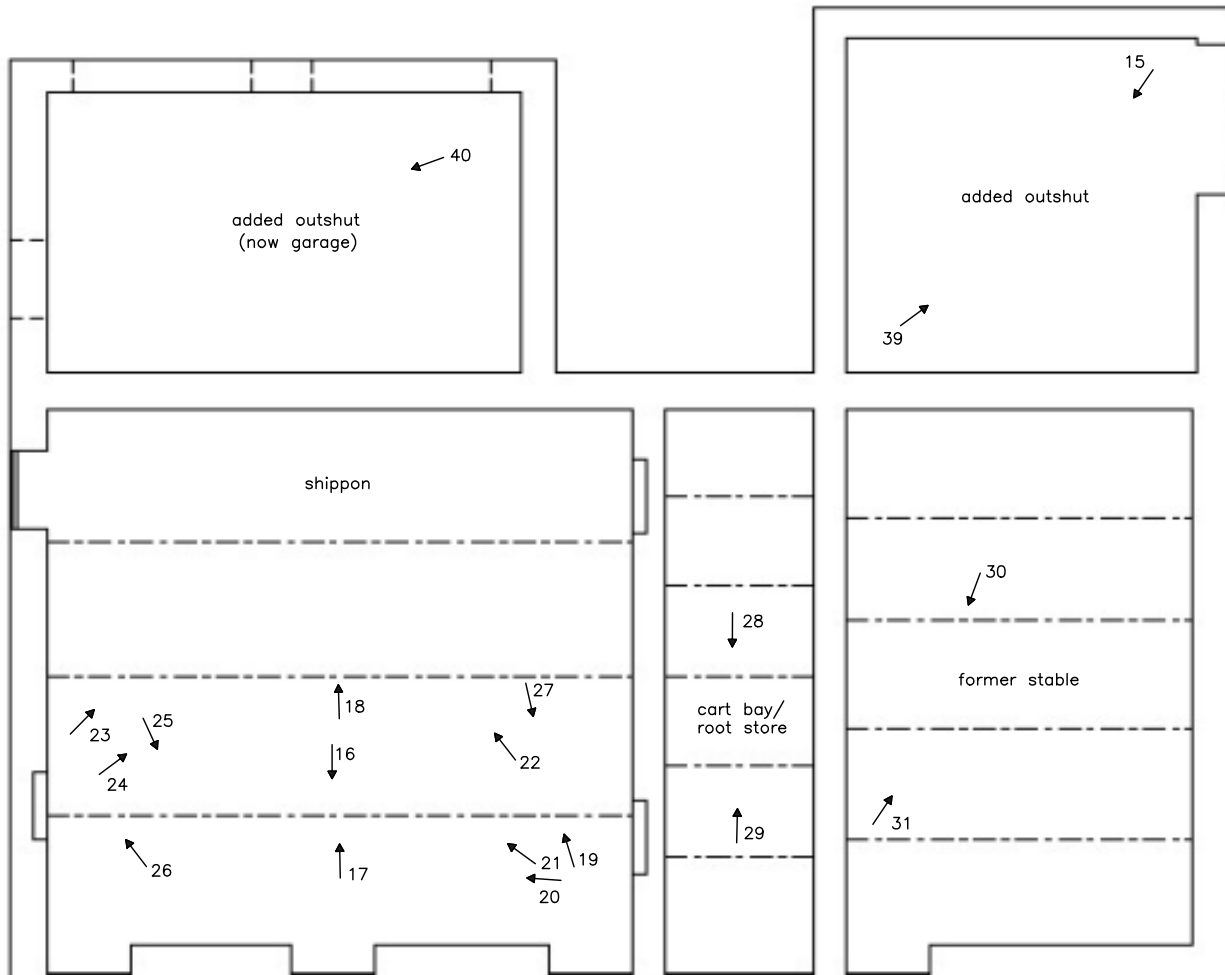 15
40
added outshut
(now garage)
added outshut
39
shippon
30
28
former stable
27
18
cart bay/
root store
23
25
16
22
24
31
29
26
17
21
19
20